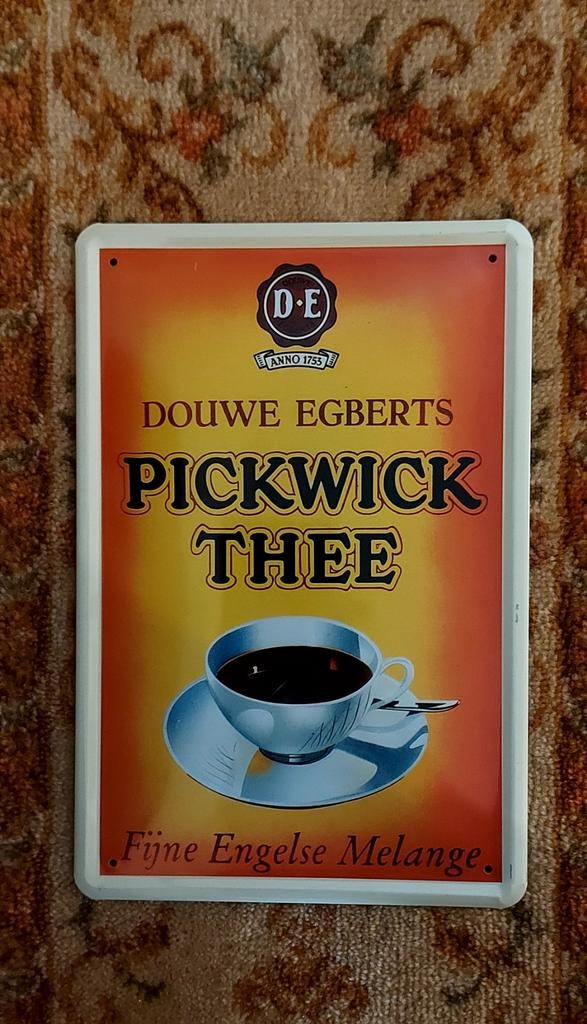 D·E
ANNO 1753
DOUWE EGBERTS
PICKWICK
THEE
Fijne Engelse Melange